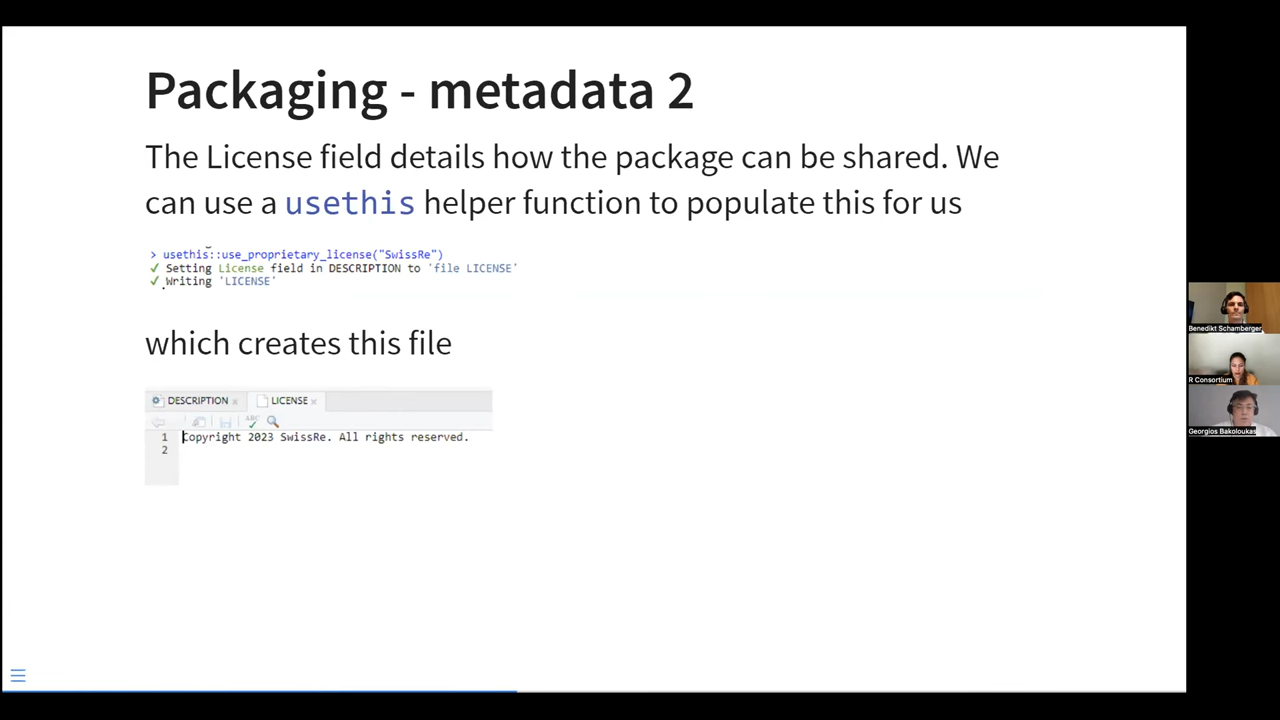 Packaging - metadata 2
The License field details how the package can be shared. We
can use a usethis helper function to populate this for us
> usethis::use_proprietary_license("SwissRe")
✓ Setting License field in DESCRIPTION to 'file LICENSE'
✓ Writing 'LICENSE'
which creates this file
DESCRIPTION × LICENSE ×
ABC
1 Copyright 2023 SwissRe. All rights reserved.
2
Benedikt Schamberger
R Consortium
Georgios Bakoloukas